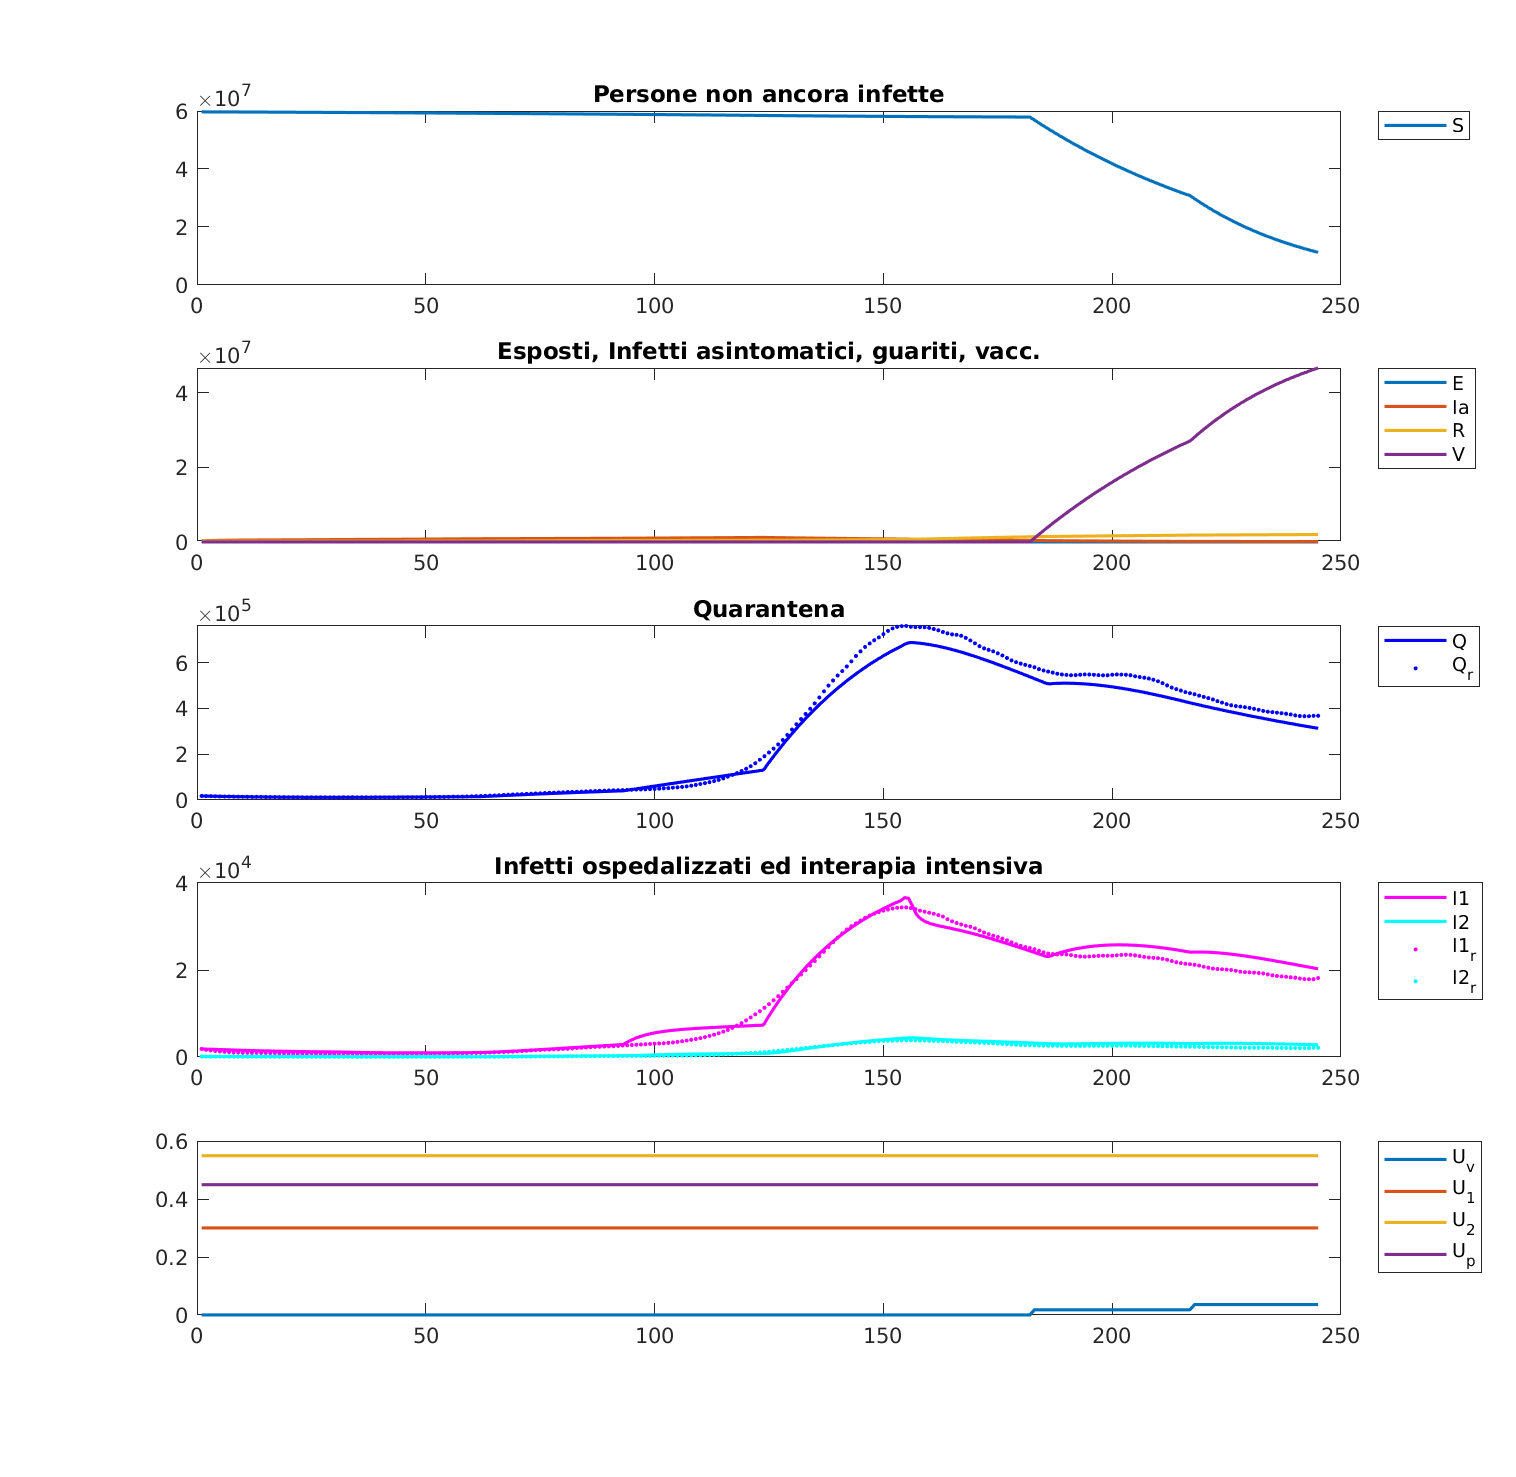 Persone non ancora infette
×10^7
6
4
2
0
0 50 100 150 200 250
S
Esposti, Infetti asintomatici, guariti, vacc.
×10^7
4
2
0
0 50 100 150 200 250
E
Ia
R
V
Quarantena
×10^5
6
4
2
0
0 50 100 150 200 250
Q
Q_r
Infetti ospedalizzati ed interapia intensiva
×10^4
4
2
0
0 50 100 150 200 250
I1
I2
I1_r
I2_r
0.6
0.4
0.2
0
0 50 100 150 200 250
U_v
U_1
U_2
U_p